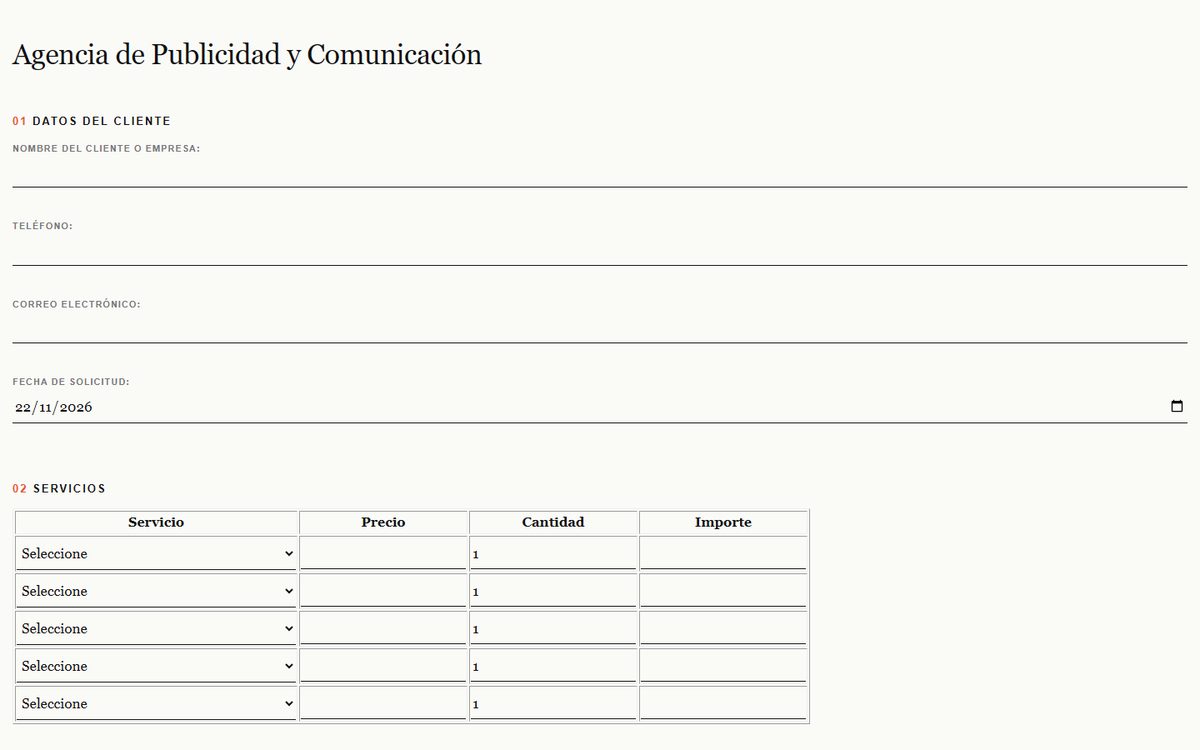 Agencia de Publicidad y Comunicación
01 DATOS DEL CLIENTE
NOMBRE DEL CLIENTE O EMPRESA:
TELÉFONO:
CORREO ELECTRÓNICO:
FECHA DE SOLICITUD:
22/11/2026
02 SERVICIOS
Servicio Precio Cantidad Importe
Seleccione 1
Seleccione 1
Seleccione 1
Seleccione 1
Seleccione 1